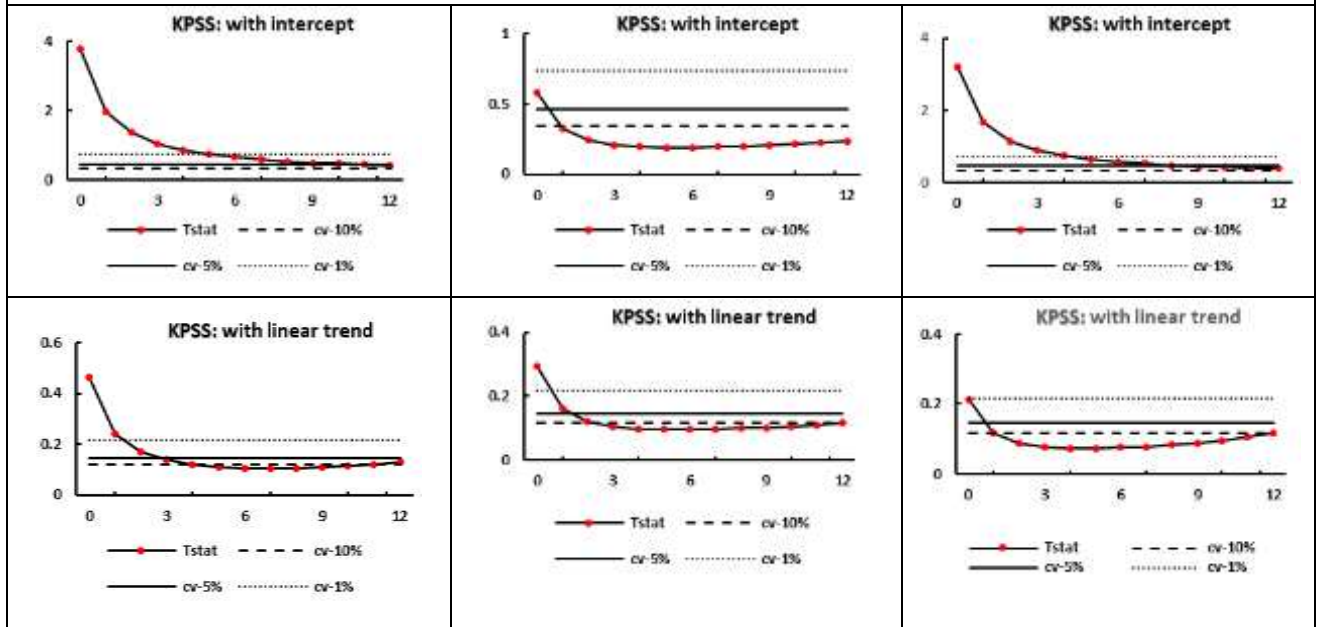 KPSS: with intercept
4
2
0
0 3 6 9 12
Tstat cv-10%
cv-5% cv-1%
KPSS: with intercept
1
0.5
0
0 3 6 9 12
Tstat cv-10%
cv-5% cv-1%
KPSS: with intercept
4
2
0
0 3 6 9 12
Tstat cv-10%
cv-5% cv-1%
KPSS: with linear trend
0.6
0.4
0.2
0
0 3 6 9 12
Tstat cv-10%
cv-5% cv-1%
KPSS: with linear trend
0.4
0.2
0
0 3 6 9 12
Tstat cv-10%
cv-5% cv-1%
KPSS: with linear trend
0.4
0.2
0
0 3 6 9 12
Tstat cv-10%
cv-5% cv-1%